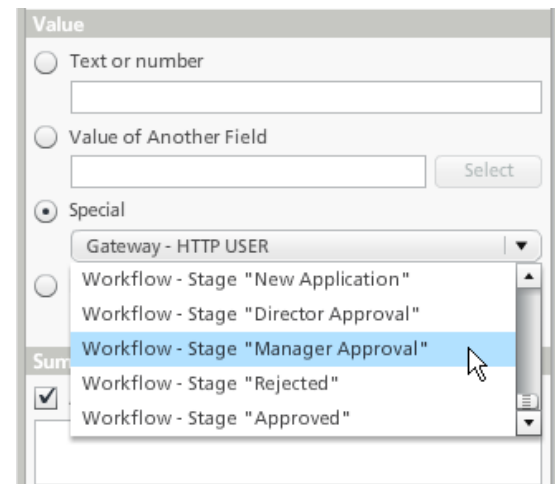 Value
Text or number
Value of Another Field
Select
Special
Gateway - HTTP USER
Workflow - Stage "New Application"
Workflow - Stage "Director Approval"
Workflow - Stage "Manager Approval"
Workflow - Stage "Rejected"
Workflow - Stage "Approved"